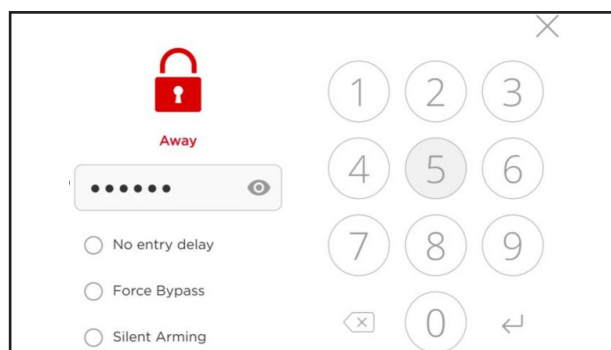 Away
••••••
No entry delay
Force Bypass
Silent Arming
1 2 3
4 5 6
7 8 9
0